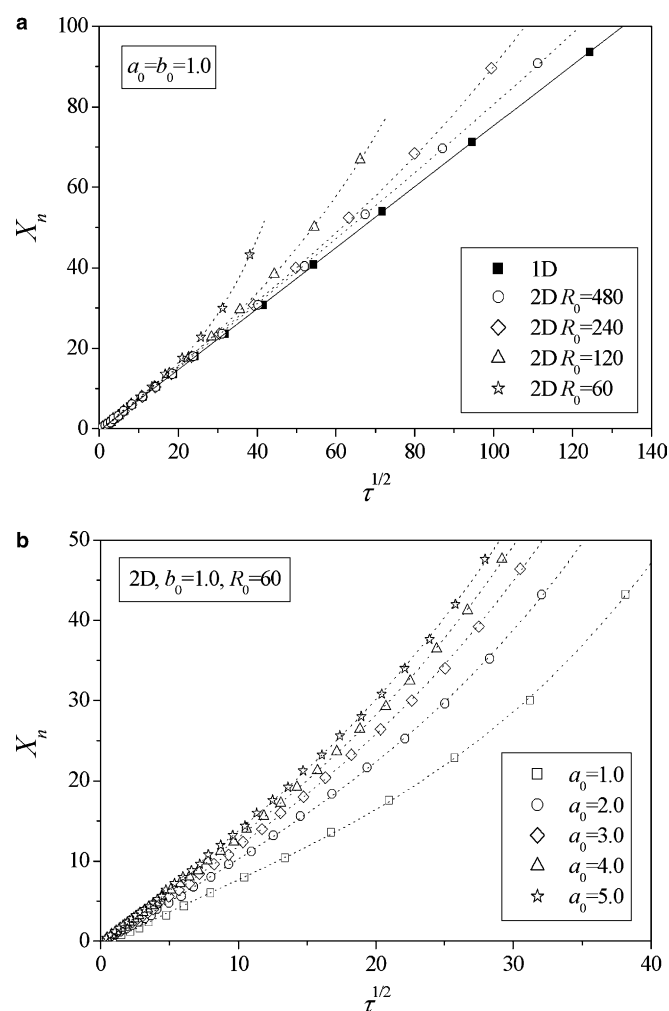 a
a₀=b₀=1.0
100
80
60
40
20
0
Xₙ
1D
2D R₀=480
2D R₀=240
2D R₀=120
2D R₀=60
0 20 40 60 80 100 120 140
τ^1/2
b
2D, b₀=1.0, R₀=60
50
40
30
20
10
0
Xₙ
a₀=1.0
a₀=2.0
a₀=3.0
a₀=4.0
a₀=5.0
0 10 20 30 40
τ^1/2